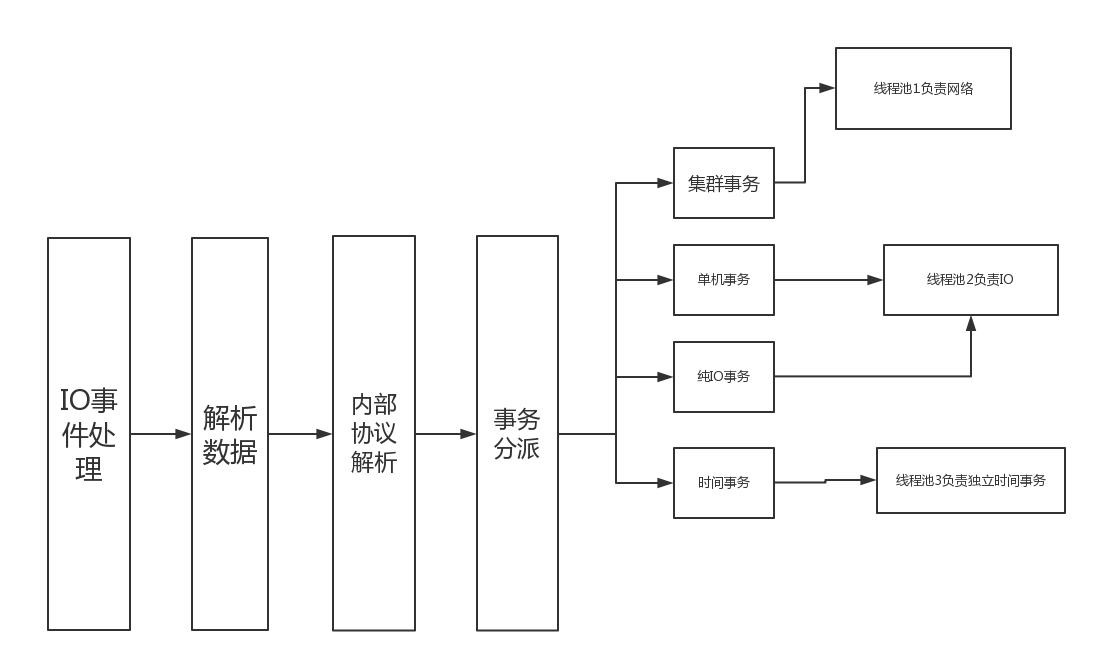 IO事
件处
理
解析
数据
内部
协议
解析
事务
分派
集群事务
单机事务
纯IO事务
时间事务
线程池1负责网络
线程池2负责IO
线程池3负责独立时间事务